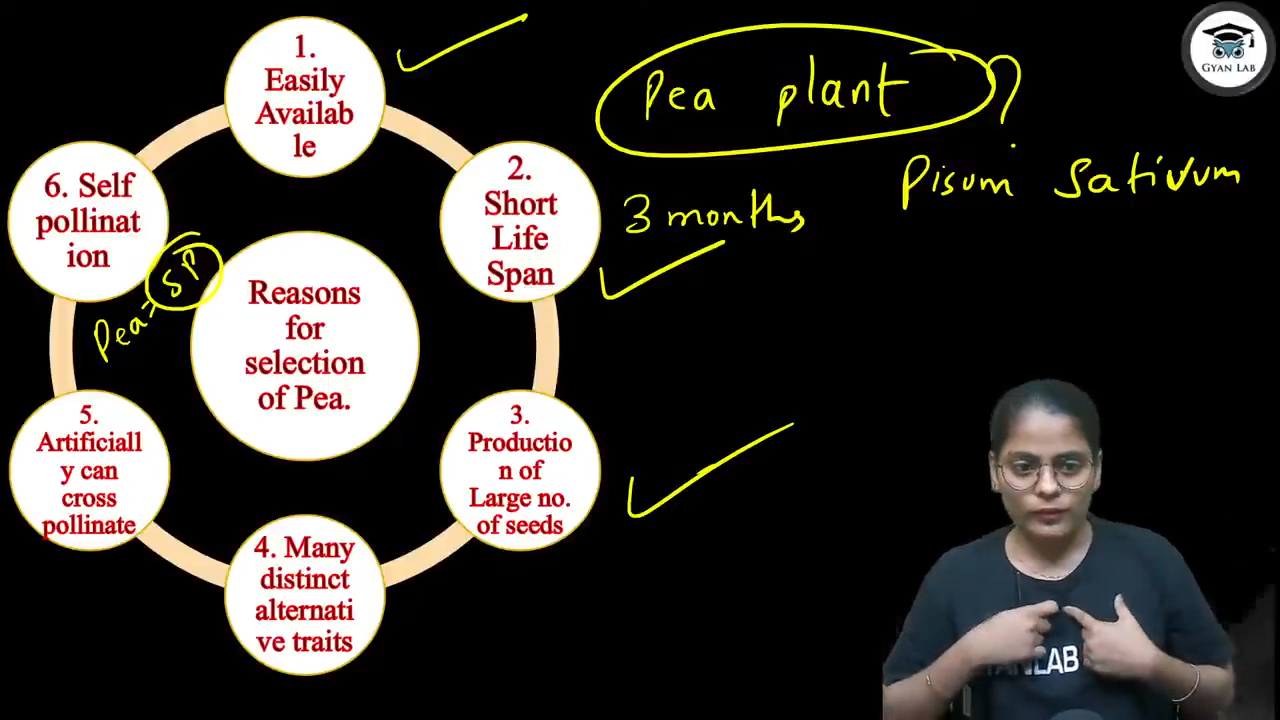 1.
Easily
Availab
le
2.
Short
Life
Span
3.
Productio
n of
Large no.
of seeds
4. Many
distinct
alternati
ve traits
5.
Artificiall
y can
cross
pollinate
6. Self
pollinat
ion
Reasons
for
selection
of Pea.
Pea = SP
Pea plant ?
Pisum Sativum
3 months
GYAN LAB
ANLAB